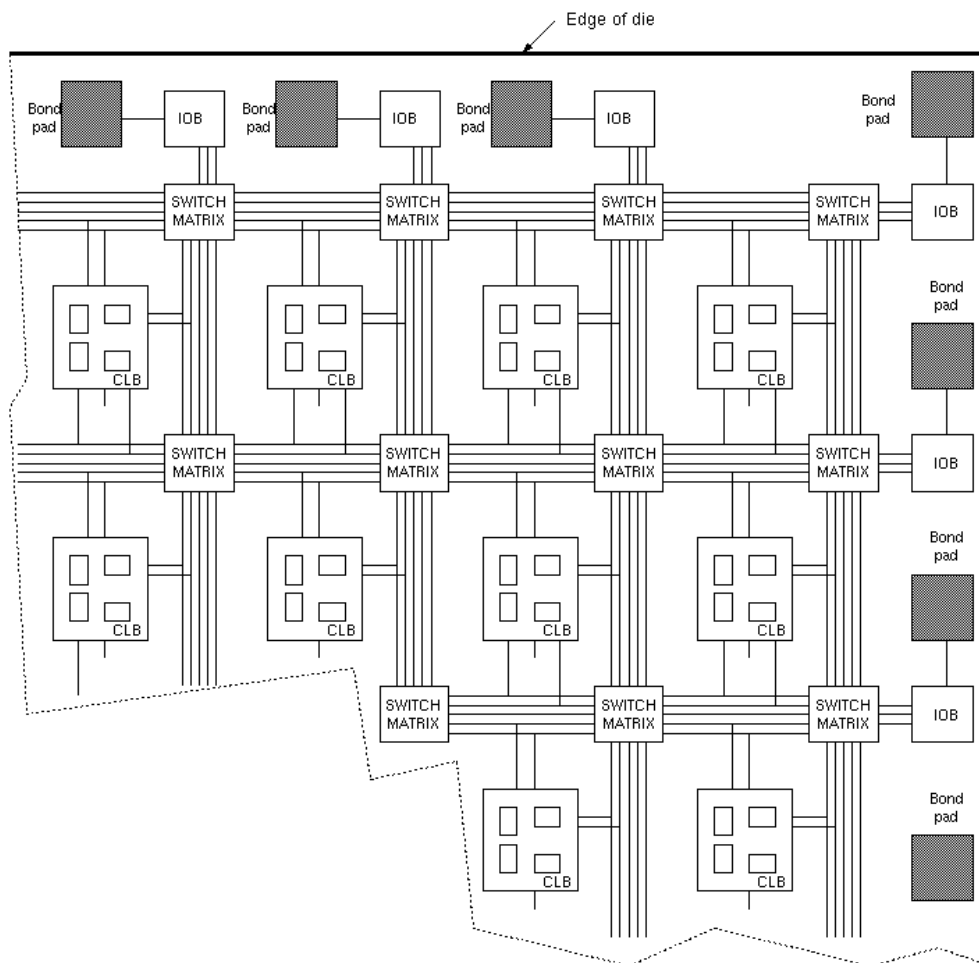 Edge of die
Bond
pad
IOB
Bond
pad
IOB
Bond
pad
IOB
Bond
pad
SWITCH
MATRIX
SWITCH
MATRIX
SWITCH
MATRIX
SWITCH
MATRIX
IOB
Bond
pad
CLB
CLB
CLB
CLB
SWITCH
MATRIX
SWITCH
MATRIX
SWITCH
MATRIX
SWITCH
MATRIX
IOB
Bond
pad
CLB
CLB
CLB
CLB
SWITCH
MATRIX
SWITCH
MATRIX
SWITCH
MATRIX
IOB
Bond
pad
CLB
CLB